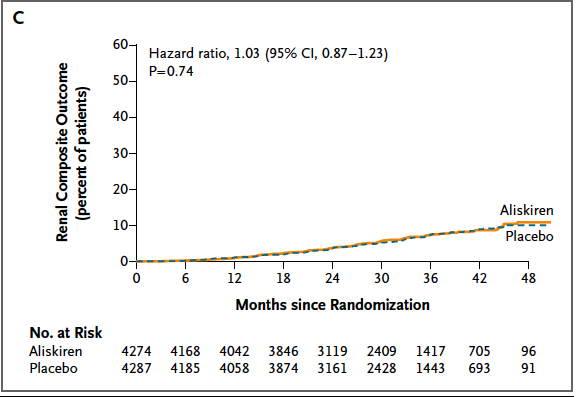 C
Hazard ratio, 1.03 (95% CI, 0.87–1.23)
P=0.74
Renal Composite Outcome
(percent of patients)
60
50
40
30
20
10
0
Aliskiren
Placebo
0 6 12 18 24 30 36 42 48
Months since Randomization
No. at Risk
Aliskiren 4274 4168 4042 3846 3119 2409 1417 705 96
Placebo 4287 4185 4058 3874 3161 2428 1443 693 91